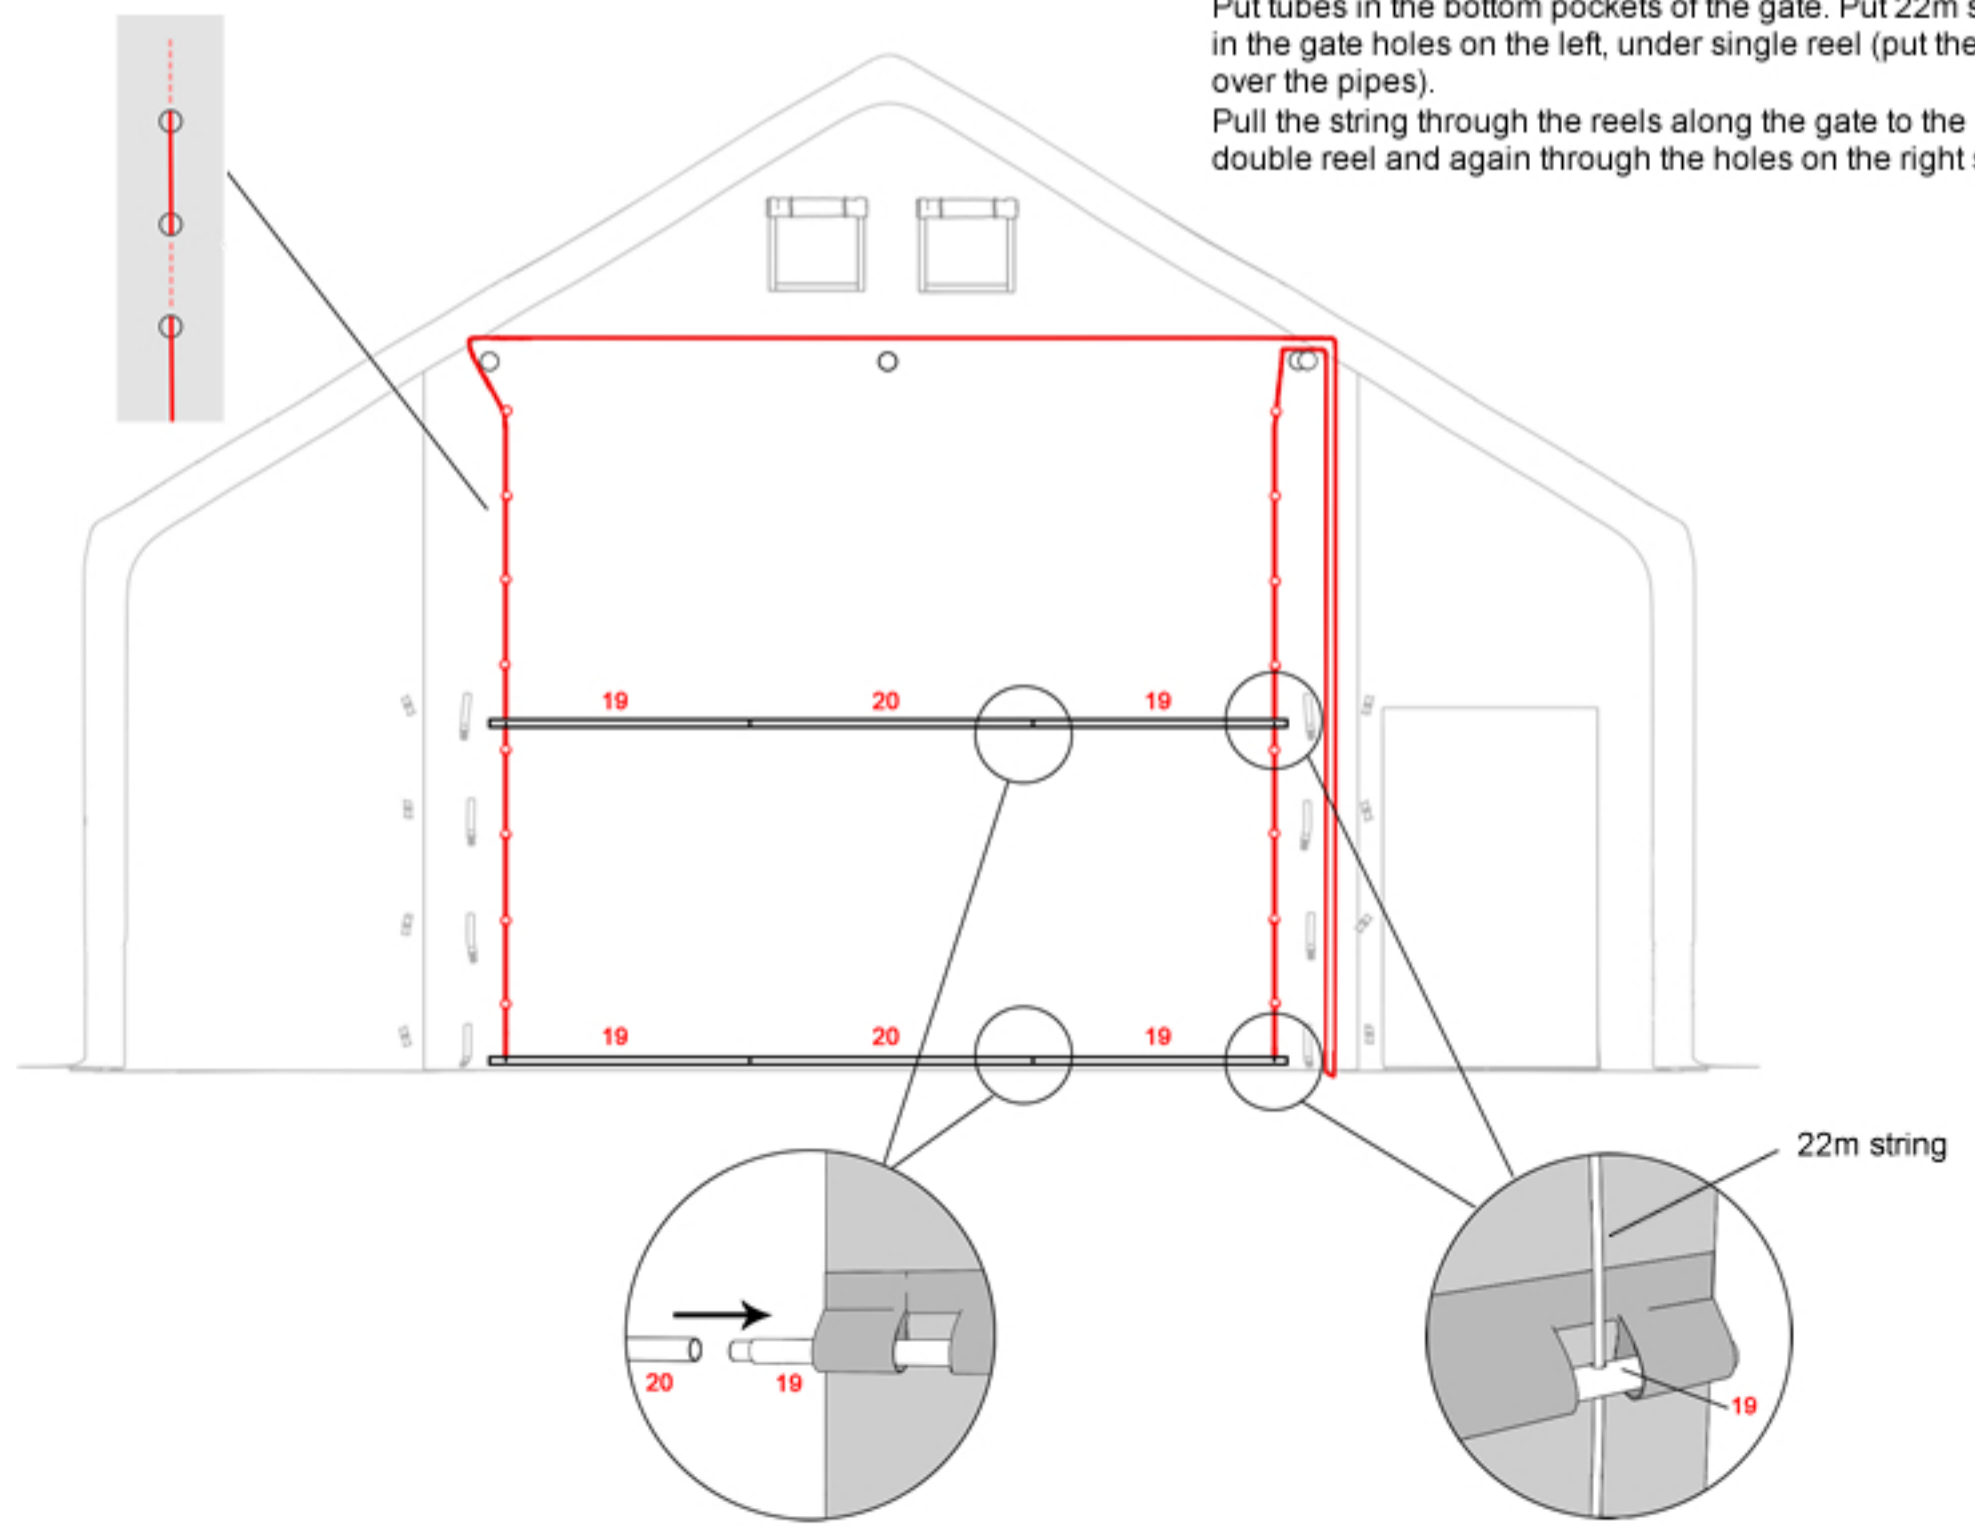 Put tubes in the bottom pockets of the gate. Put 22m
in the gate holes on the left, under single reel (put the
over the pipes).
Pull the string through the reels along the gate to the
double reel and again through the holes on the right
19 20 19
19 20 19
22m string
20 19
19